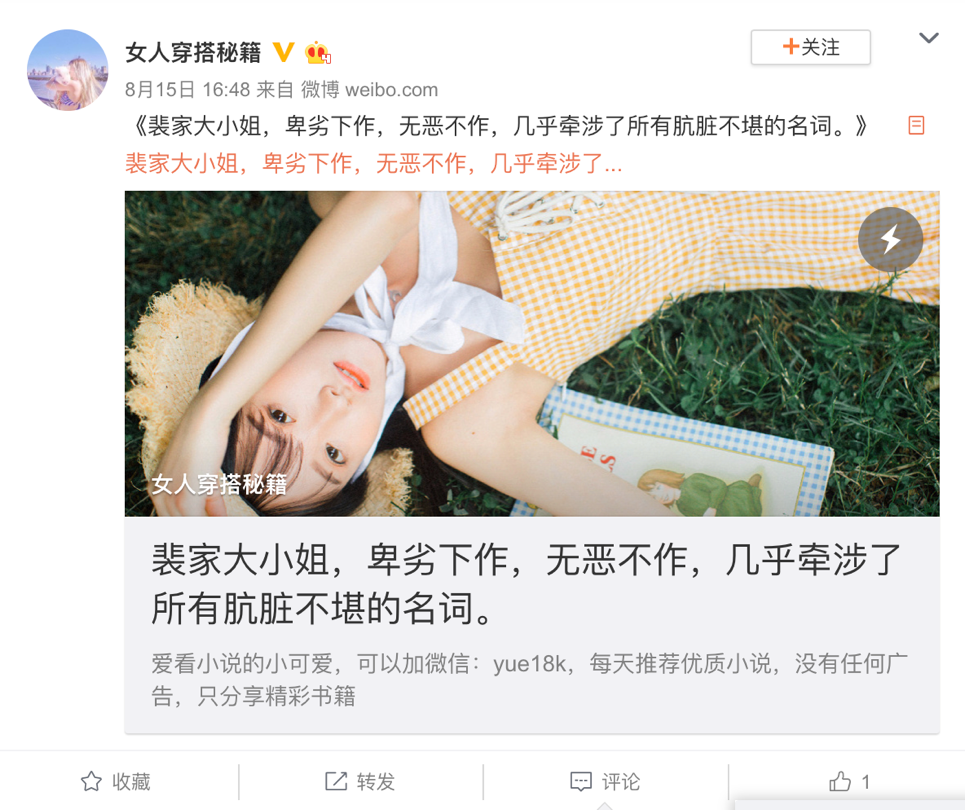 女人穿搭秘籍
+关注
8月15日 16:48 来自 微博 weibo.com
《裴家大小姐，卑劣下作，无恶不作，几乎牵涉了所有肮脏不堪的名词。》
裴家大小姐，卑劣下作，无恶不作，几乎牵涉了...
女人穿搭秘籍
裴家大小姐，卑劣下作，无恶不作，几乎牵涉了
所有肮脏不堪的名词。
爱看小说的小可爱，可以加微信：yue18k，每天推荐优质小说，没有任何广
告，只分享精彩书籍
收藏
转发
评论
1